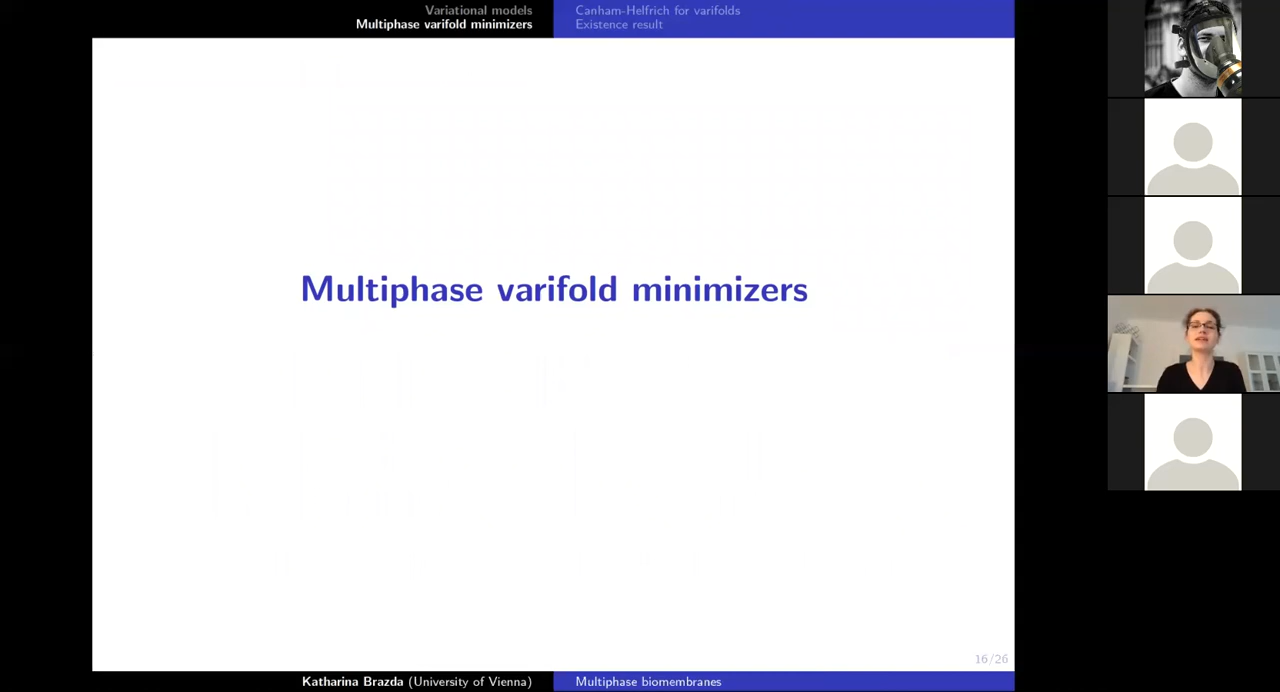 Variational models
Multiphase varifold minimizers
Canham-Helfrich for varifolds
Existence result
Multiphase varifold minimizers
16/26
Katharina Brazda (University of Vienna)
Multiphase biomembranes